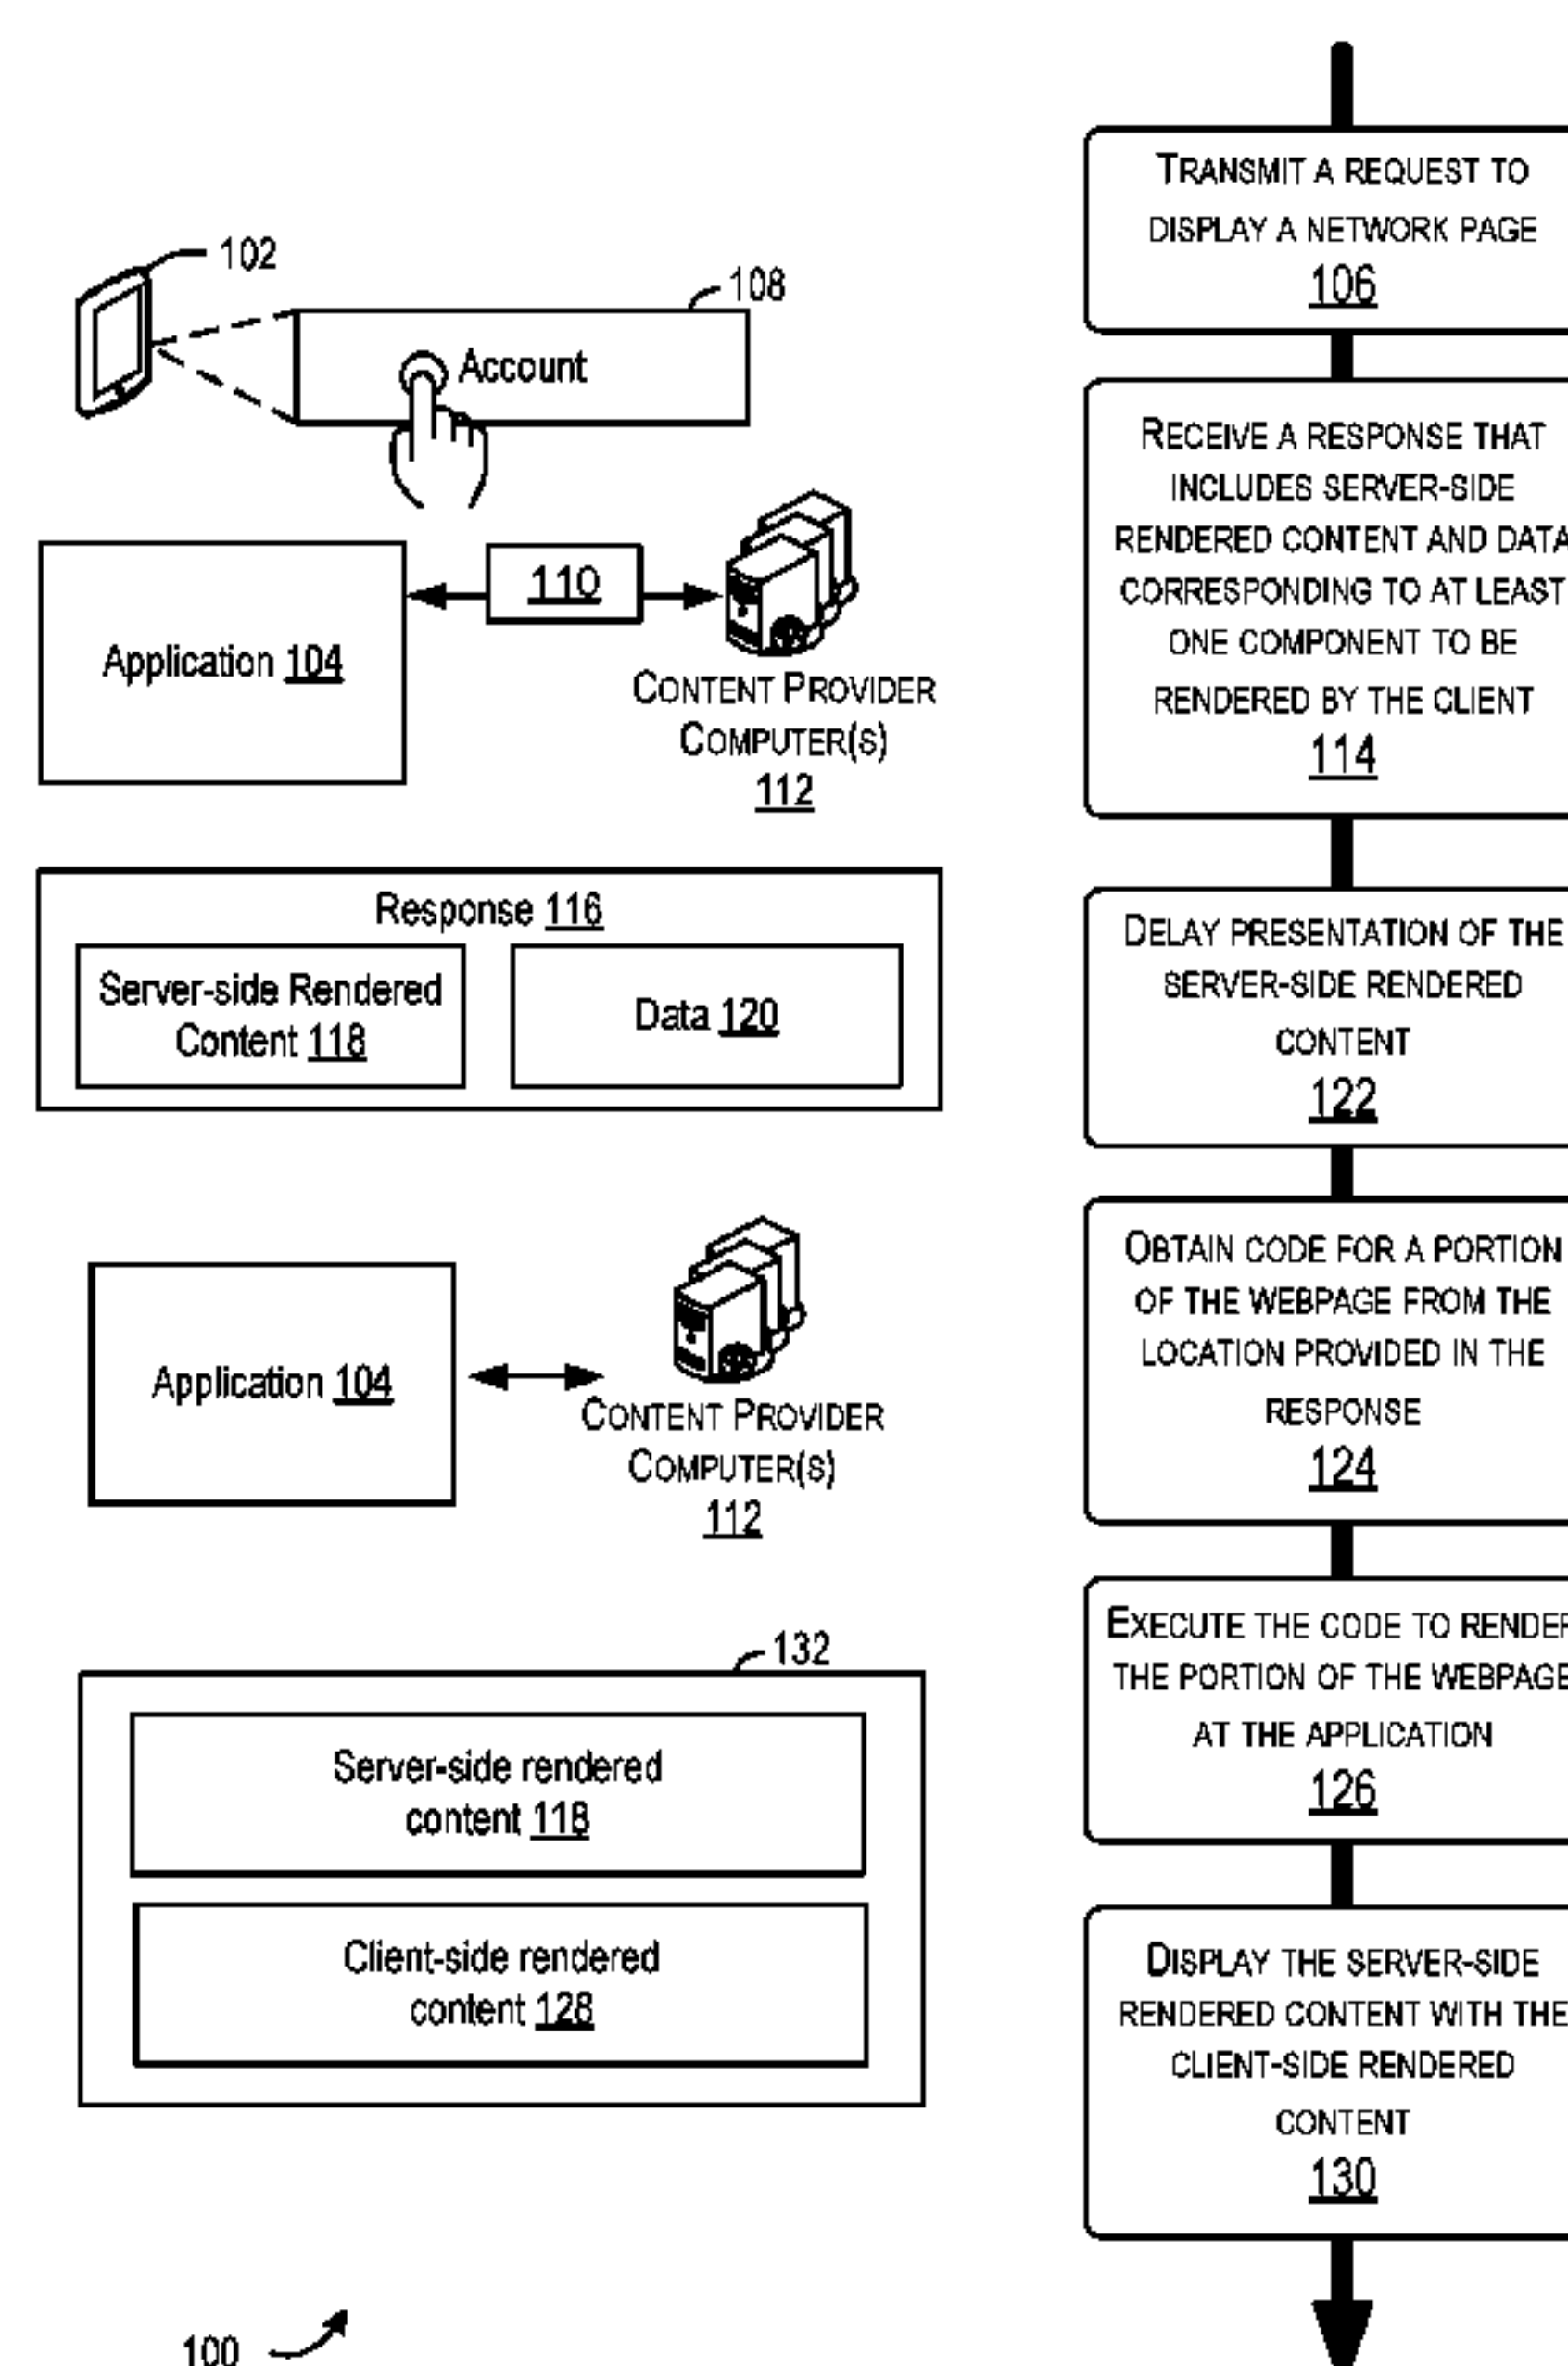 102
108
Account
110
Application 104
CONTENT PROVIDER
COMPUTER(S)
112
Response 116
Server-side Rendered
Content 118
Data 120
Application 104
CONTENT PROVIDER
COMPUTER(S)
112
132
Server-side rendered
content 118
Client-side rendered
content 128
100
TRANSMIT A REQUEST TO
DISPLAY A NETWORK PAGE
106
RECEIVE A RESPONSE THAT
INCLUDES SERVER-SIDE
RENDERED CONTENT AND DATA
CORRESPONDING TO AT LEAST
ONE COMPONENT TO BE
RENDERED BY THE CLIENT
114
DELAY PRESENTATION OF THE
SERVER-SIDE RENDERED
CONTENT
122
OBTAIN CODE FOR A PORTION
OF THE WEBPAGE FROM THE
LOCATION PROVIDED IN THE
RESPONSE
124
EXECUTE THE CODE TO RENDER
THE PORTION OF THE WEBPAGE
AT THE APPLICATION
126
DISPLAY THE SERVER-SIDE
RENDERED CONTENT WITH THE
CLIENT-SIDE RENDERED
CONTENT
130